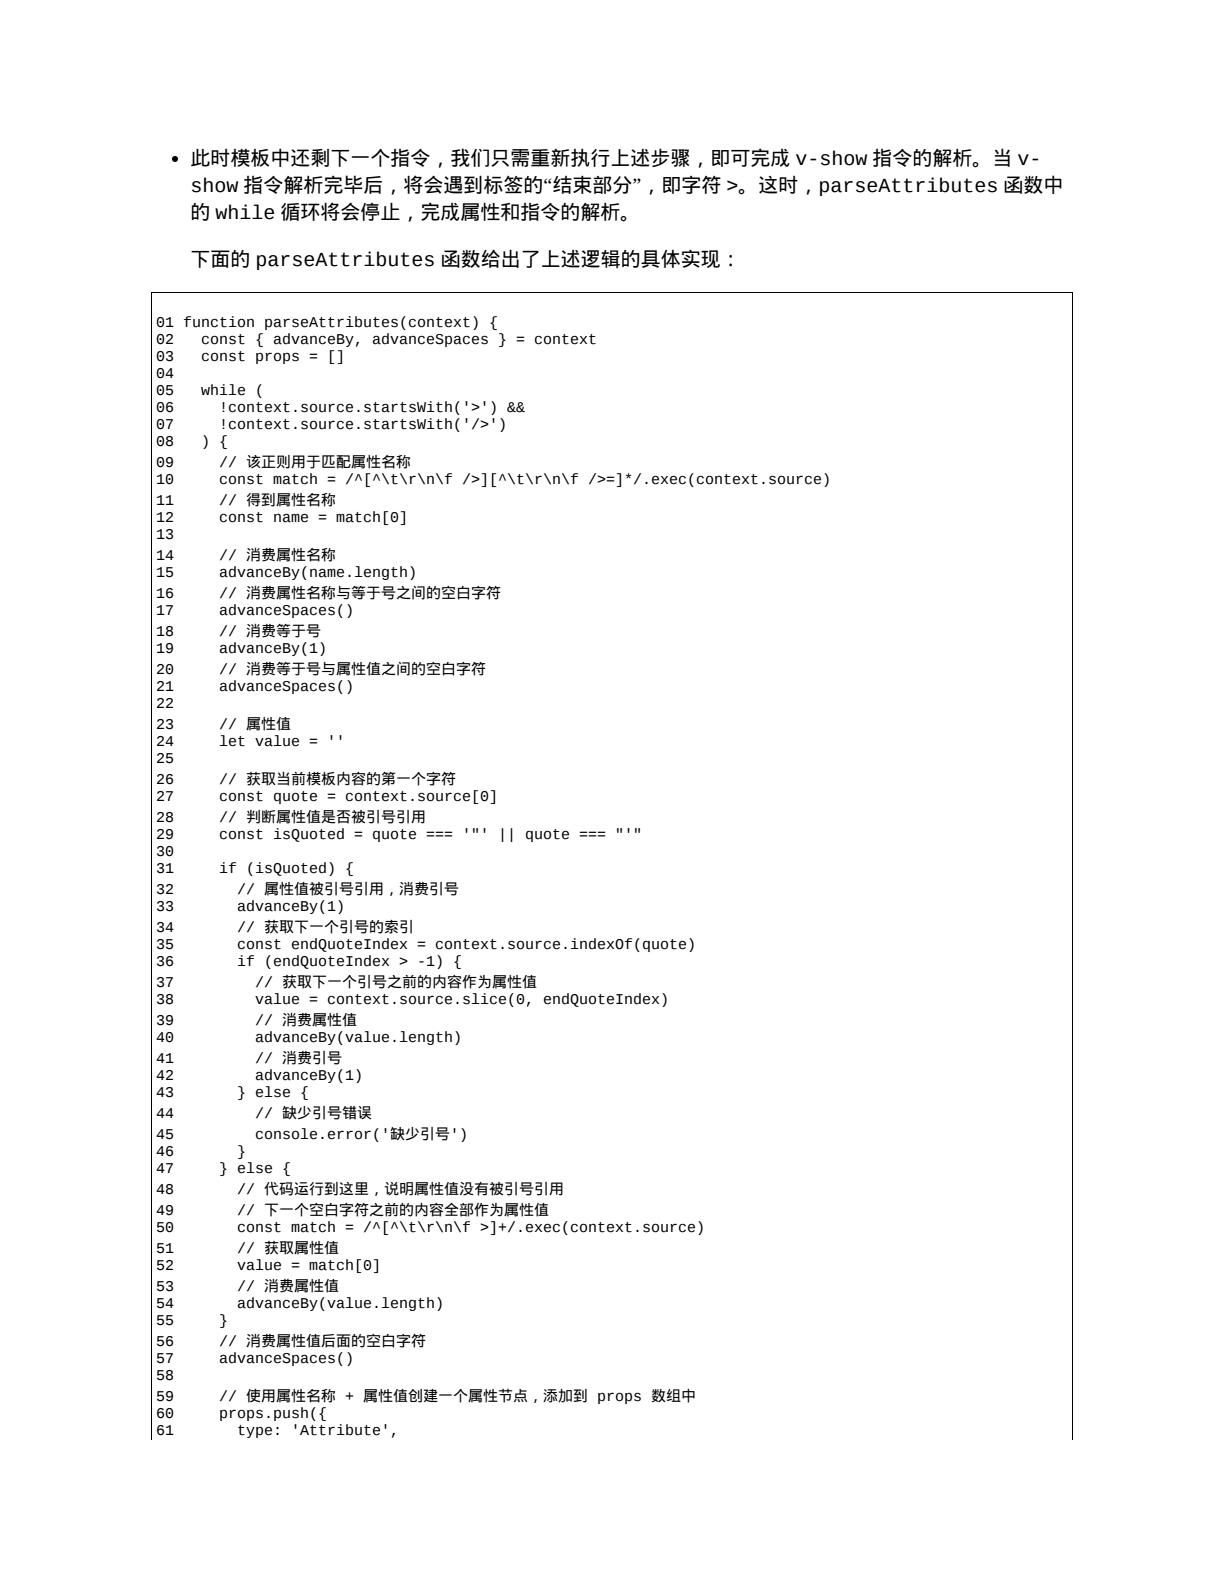 • 此时模板中还剩下一个指令，我们只需重新执行上述步骤，即可完成 v-show 指令的解析。当 v-
show 指令解析完毕后，将会遇到标签的“结束部分”，即字符 >。这时，parseAttributes 函数中
的 while 循环将会停止，完成属性和指令的解析。
下面的 parseAttributes 函数给出了上述逻辑的具体实现：
01 function parseAttributes(context) {
02   const { advanceBy, advanceSpaces } = context
03   const props = []
04
05   while (
06     !context.source.startsWith('>') &&
07     !context.source.startsWith('/>')
08   ) {
09     // 该正则用于匹配属性名称
10     const match = /^[^\t\r\n\f />][^\t\r\n\f />=]*/.exec(context.source)
11     // 得到属性名称
12     const name = match[0]
13
14     // 消费属性名称
15     advanceBy(name.length)
16     // 消费属性名称与等于号之间的空白字符
17     advanceSpaces()
18     // 消费等于号
19     advanceBy(1)
20     // 消费等于号与属性值之间的空白字符
21     advanceSpaces()
22
23     // 属性值
24     let value = ''
25
26     // 获取当前模板内容的第一个字符
27     const quote = context.source[0]
28     // 判断属性值是否被引号引用
29     const isQuoted = quote === '"' || quote === "'"
30
31     if (isQuoted) {
32       // 属性值被引号引用，消费引号
33       advanceBy(1)
34       // 获取下一个引号的索引
35       const endQuoteIndex = context.source.indexOf(quote)
36       if (endQuoteIndex > -1) {
37         // 获取下一个引号之前的内容作为属性值
38         value = context.source.slice(0, endQuoteIndex)
39         // 消费属性值
40         advanceBy(value.length)
41         // 消费引号
42         advanceBy(1)
43       } else {
44         // 缺少引号错误
45         console.error('缺少引号')
46       }
47     } else {
48       // 代码运行到这里，说明属性值没有被引号引用
49       // 下一个空白字符之前的内容全部作为属性值
50       const match = /^[^\t\r\n\f >]+/.exec(context.source)
51       // 获取属性值
52       value = match[0]
53       // 消费属性值
54       advanceBy(value.length)
55     }
56     // 消费属性值后面的空白字符
57     advanceSpaces()
58
59     // 使用属性名称 + 属性值创建一个属性节点，添加到 props 数组中
60     props.push({
61       type: 'Attribute',